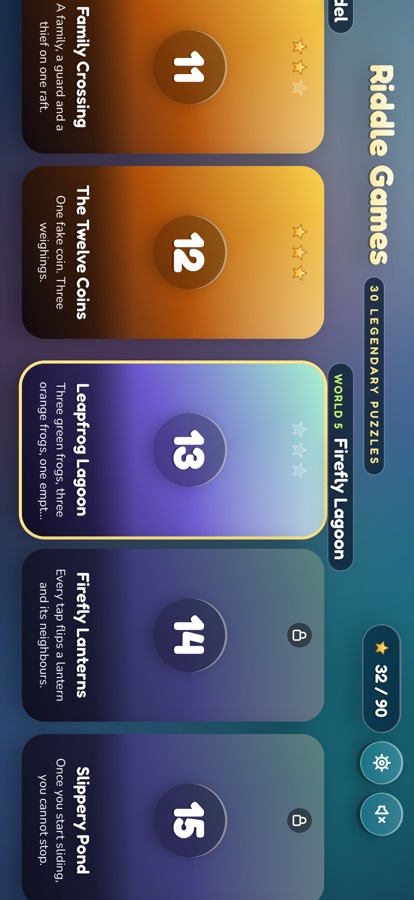 Riddle Games
30 LEGENDARY PUZZLES
32 / 90
del
WORLD 5 Firefly Lagoon
11
Family Crossing
A family, a guard and a
thief on one raft.
12
The Twelve Coins
One fake coin. Three
weighings.
13
Leapfrog Lagoon
Three green frogs, three
orange frogs, one empt...
14
Firefly Lanterns
Every tap flips a lantern
and its neighbours.
15
Slippery Pond
Once you start sliding,
you cannot stop.